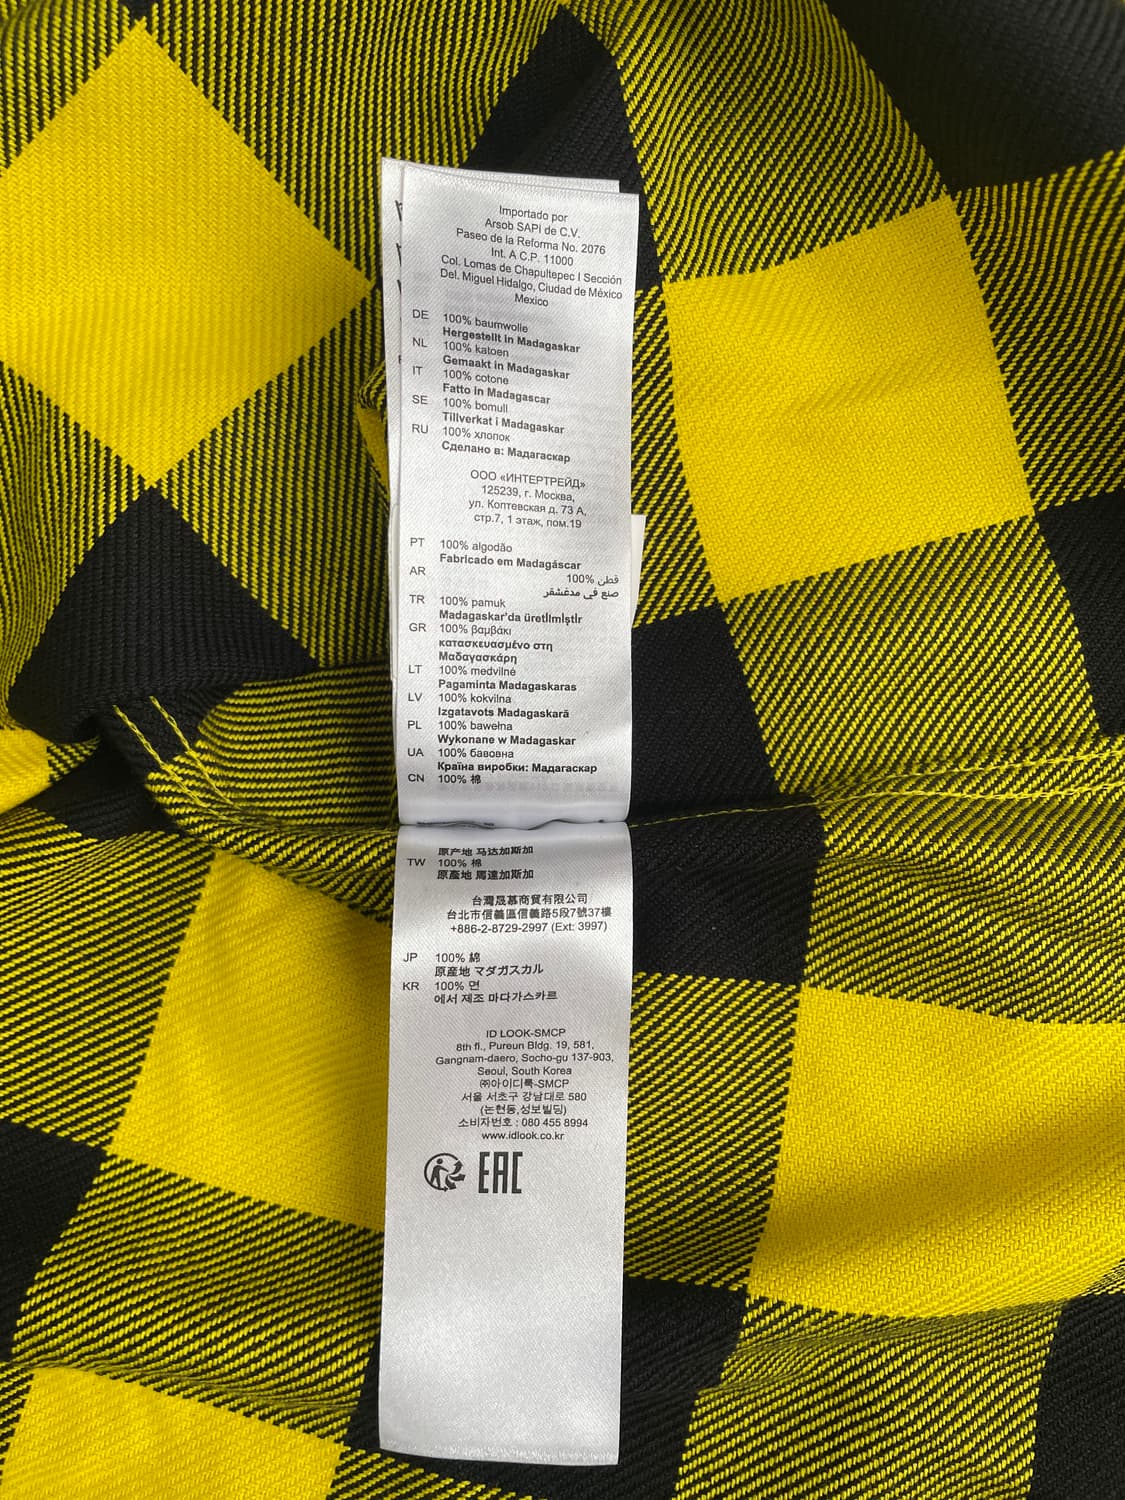 Importado por
Arsob SAPI de C.V.
Paseo de la Reforma No. 2076
Int. A C.P. 11000
Col. Lomas de Chapultepec I Sección
Del. Miguel Hidalgo, Ciudad de México
Mexico
DE 100% baumwolle
Hergestellt in Madagaskar
NL 100% katoen
Gemaakt in Madagaskar
IT 100% cotone
Fatto in Madagascar
SE 100% bomull
Tillverkat i Madagaskar
RU 100% хлопок
Сделано в: Мадагаскар
ООО «ИНТЕРТРЕЙД»
125239, г. Москва,
ул. Коптевская д. 73 А,
стр.7, 1 этаж, пом.19
PT 100% algodão
Fabricado em Madagáscar
AR 100% قطن
صنع في مدغشقر
TR 100% pamuk
Madagaskar'da üretİlmİştİr
GR 100% βαμβάκι
κατασκευασμένο στη
Μαδαγασκάρη
LT 100% medvilnė
Pagaminta Madagaskaras
LV 100% kokvilna
Izgatavots Madagaskarā
PL 100% bawełna
Wykonane w Madagaskar
UA 100% бавовна
Країна виробки: Мадагаскар
CN 100% 棉
原产地 马达加斯加
TW 100% 棉
原產地 馬達加斯加
台灣晟慕商貿有限公司
台北市信義區信義路5段7號37樓
+886-2-8729-2997 (Ext: 3997)
JP 100% 綿
原産地 マダガスカル
KR 100% 면
에서 제조 마다가스카르
ID LOOK-SMCP
8th fl., Pureun Bldg. 19, 581,
Gangnam-daero, Socho-gu 137-903,
Seoul, South Korea
㈜아이디룩-SMCP
서울 서초구 강남대로 580
(논현동,성보빌딩)
소비자번호 : 080 455 8994
www.idlook.co.kr
EAC